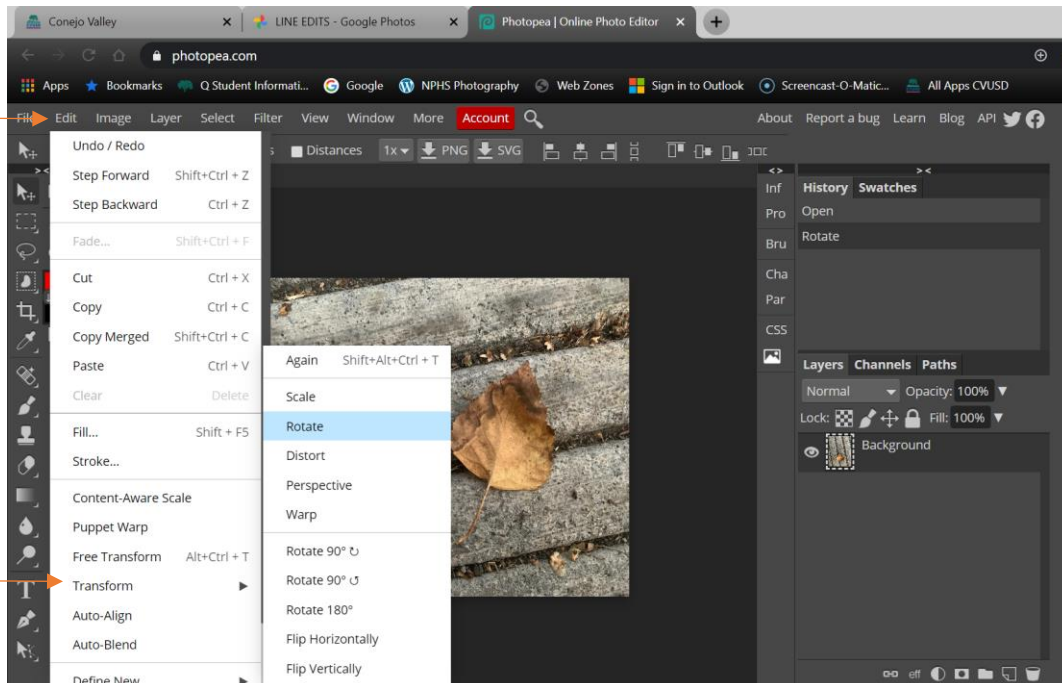 Conejo Valley LINE EDITS - Google Photos Photopea | Online Photo Editor
photopea.com
Apps Bookmarks Q Student Informati... Google NPHS Photography Web Zones Sign in to Outlook Screencast-O-Matic... All Apps CVUSD
Edit Image Layer Select Filter View Window More Account About Report a bug Learn Blog API
Distances 1x PNG SVG
Undo / Redo
Step Forward Shift+Ctrl + Z
Step Backward Ctrl + Z
Fade... Shift+Ctrl + F
Cut Ctrl + X
Copy Ctrl + C
Copy Merged Shift+Ctrl + C
Paste Ctrl + V
Clear Delete
Fill... Shift + F5
Stroke...
Content-Aware Scale
Puppet Warp
Free Transform Alt+Ctrl + T
Transform
Auto-Align
Auto-Blend
Define New
Again Shift+Alt+Ctrl + T
Scale
Rotate
Distort
Perspective
Warp
Rotate 90°
Rotate 90°
Rotate 180°
Flip Horizontally
Flip Vertically
Inf
Pro
Bru
Cha
Par
CSS
History Swatches
Open
Rotate
Layers Channels Paths
Normal Opacity: 100%
Lock: Fill: 100%
Background
eff